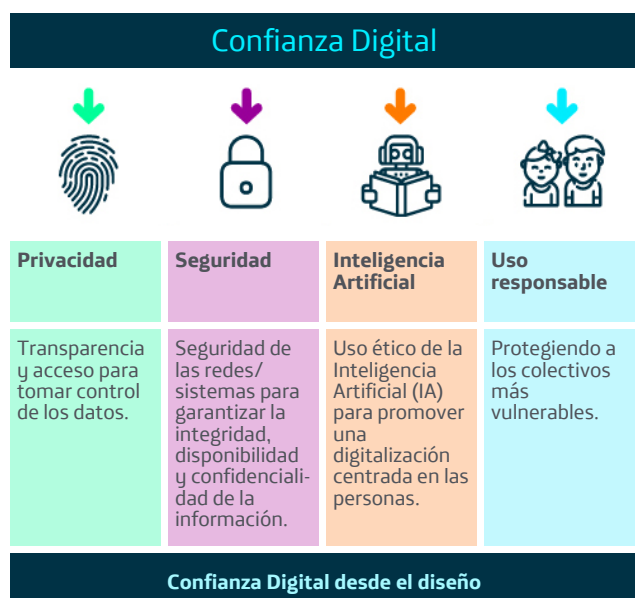 Confianza Digital
Privacidad
Seguridad
Inteligencia
Artificial
Uso
responsable
Transparencia
y acceso para
tomar control
de los datos.
Seguridad de
las redes/
sistemas para
garantizar la
integridad,
disponibilidad
y confidenciali-
dad de la
información.
Uso ético de la
Inteligencia
Artificial (IA)
para promover
una
digitalización
centrada en las
personas.
Protegiendo a
los colectivos
más
vulnerables.
Confianza Digital desde el diseño